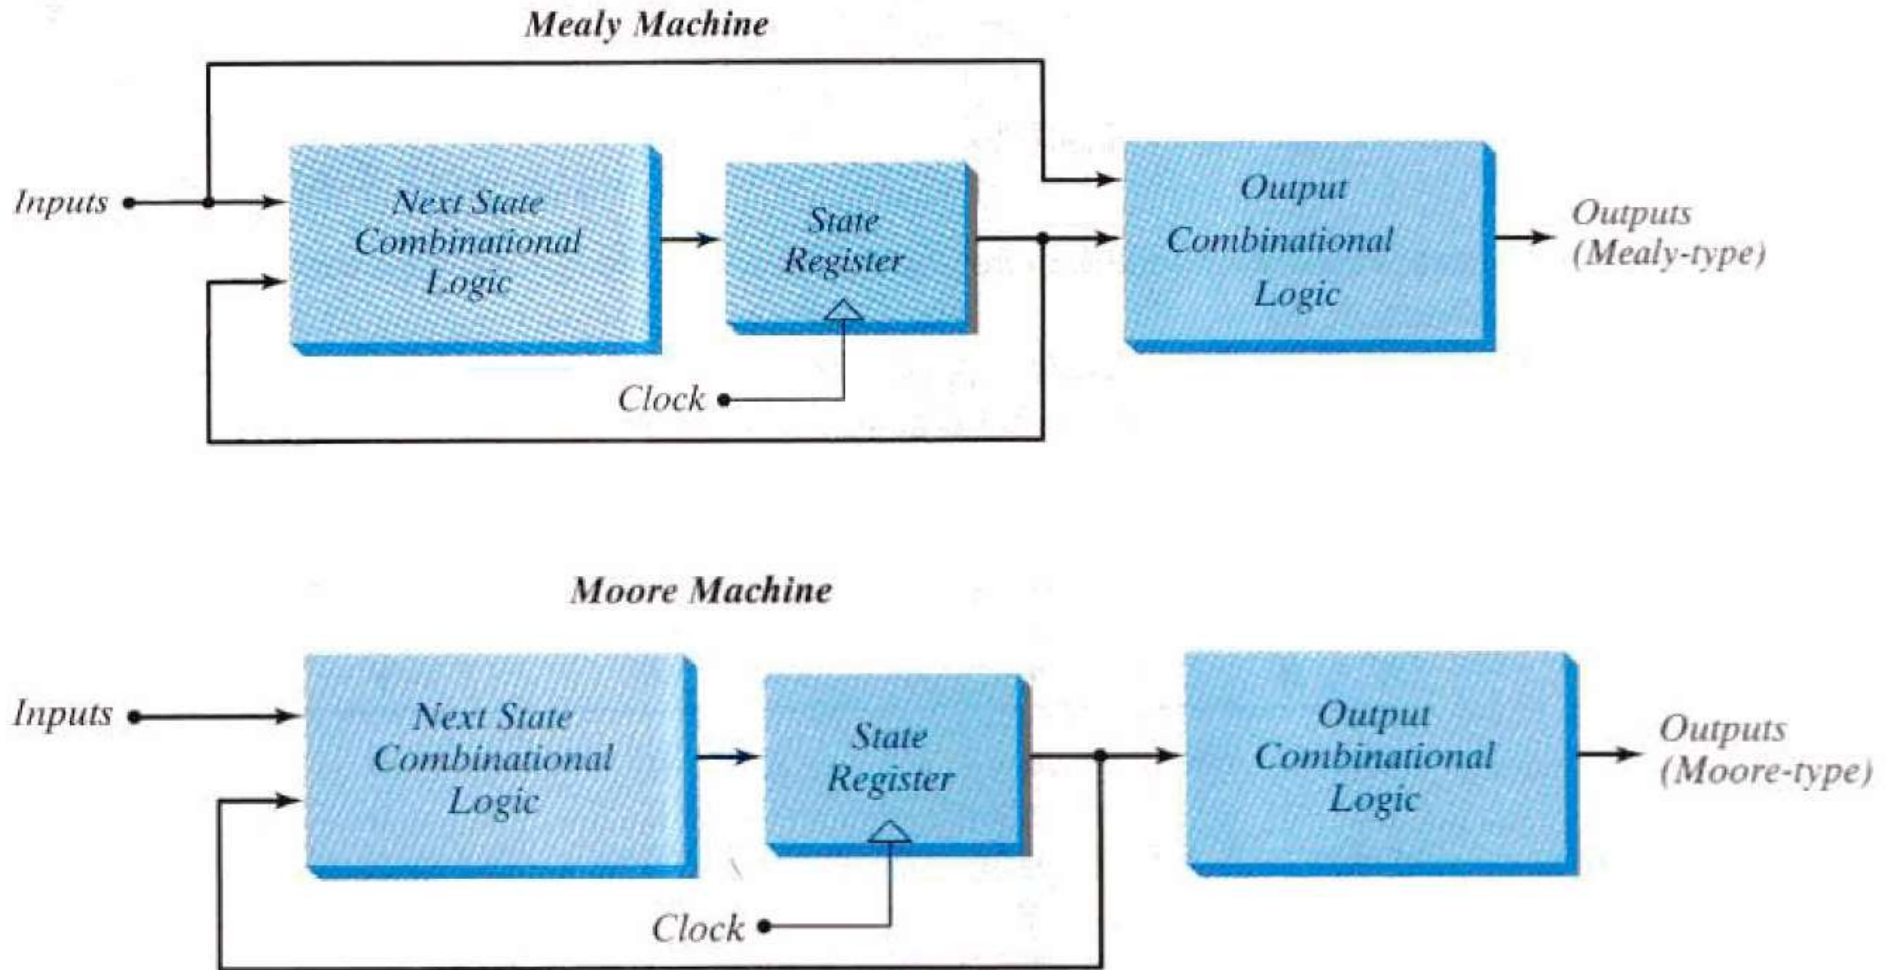 Mealy Machine
Inputs
Next State
Combinational
Logic
State
Register
Clock
Output
Combinational
Logic
Outputs
(Mealy-type)
Moore Machine
Inputs
Next State
Combinational
Logic
State
Register
Clock
Output
Combinational
Logic
Outputs
(Moore-type)